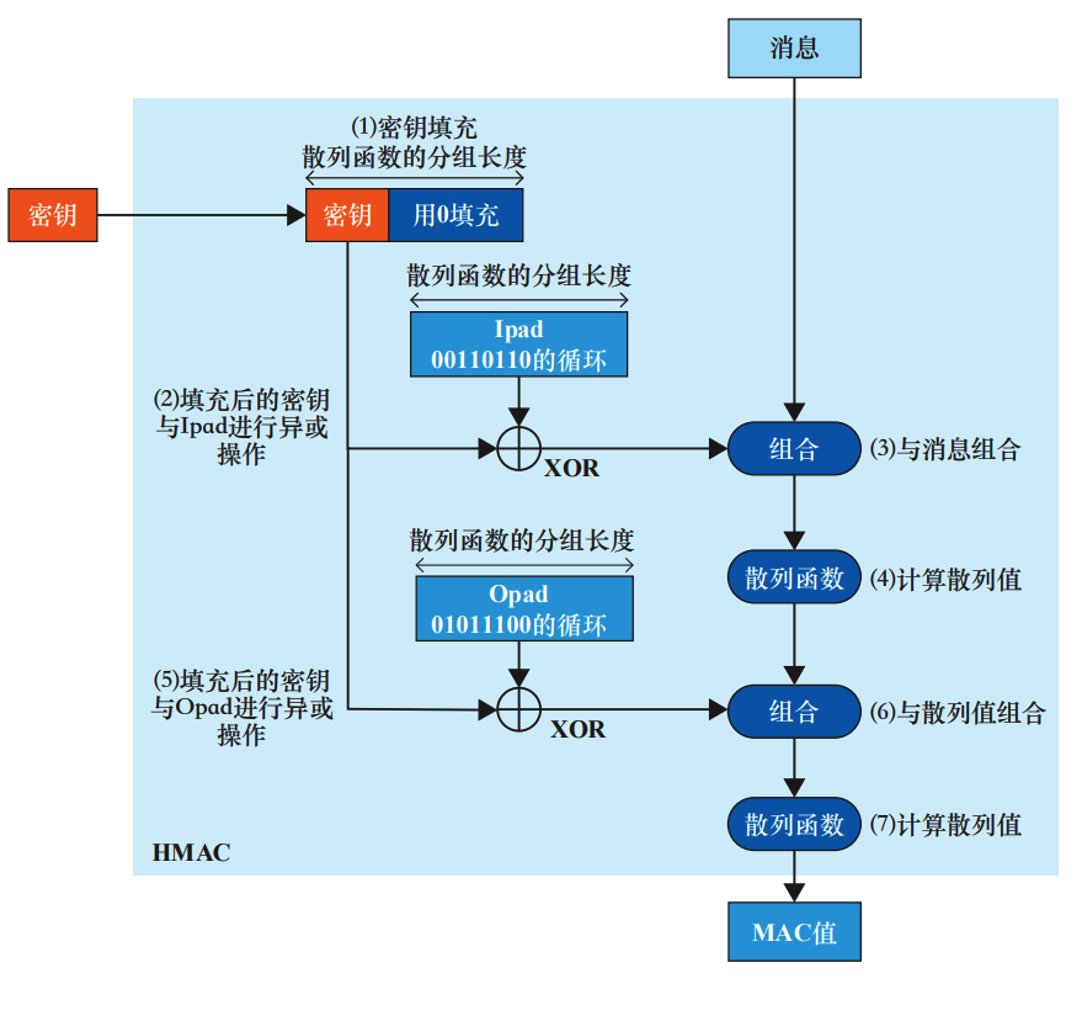 消息
(1)密钥填充
散列函数的分组长度
密钥
密钥
用0填充
散列函数的分组长度
Ipad
00110110的循环
(2)填充后的密钥
与Ipad进行异或
操作
XOR
组合
(3)与消息组合
散列函数的分组长度
Opad
01011100的循环
散列函数
(4)计算散列值
(5)填充后的密钥
与Opad进行异或
操作
XOR
组合
(6)与散列值组合
散列函数
(7)计算散列值
HMAC
MAC值